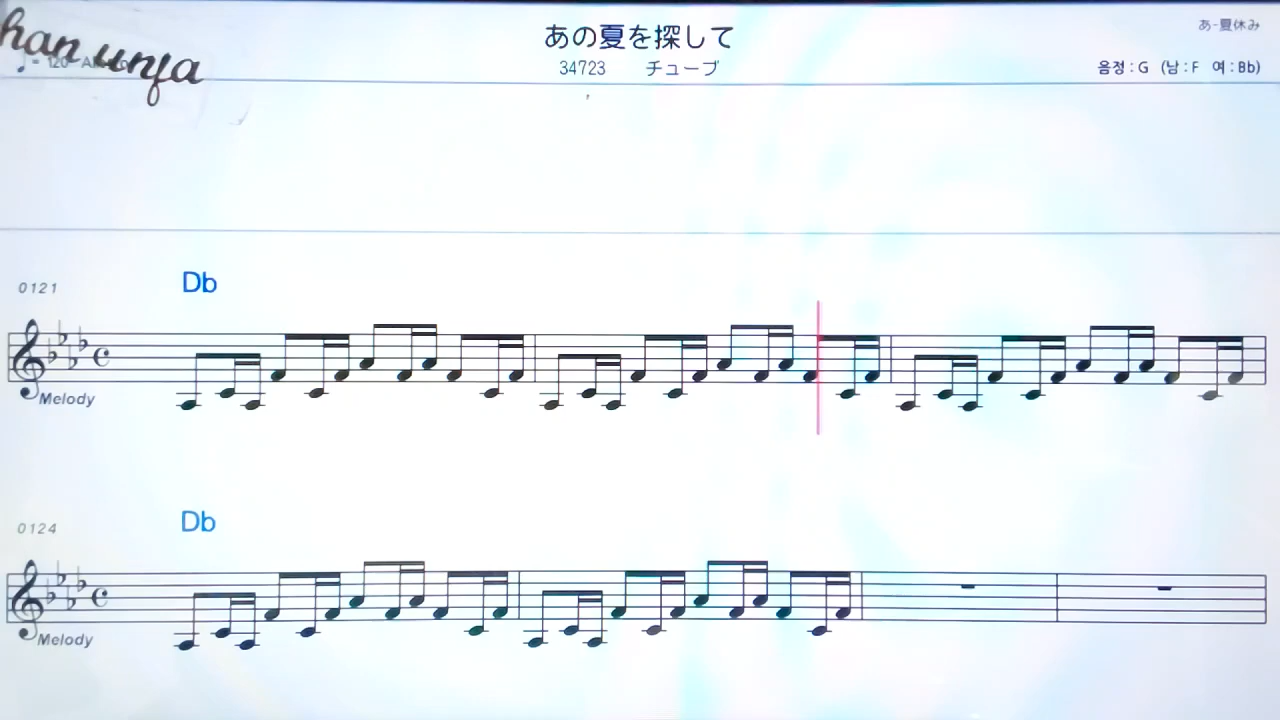 han unja
あの夏を探して
あ-夏休み
♩= 120
34723 チューブ
음정 : G (남 : F 여 : Bb)
0121 Db
Melody
0124 Db
Melody